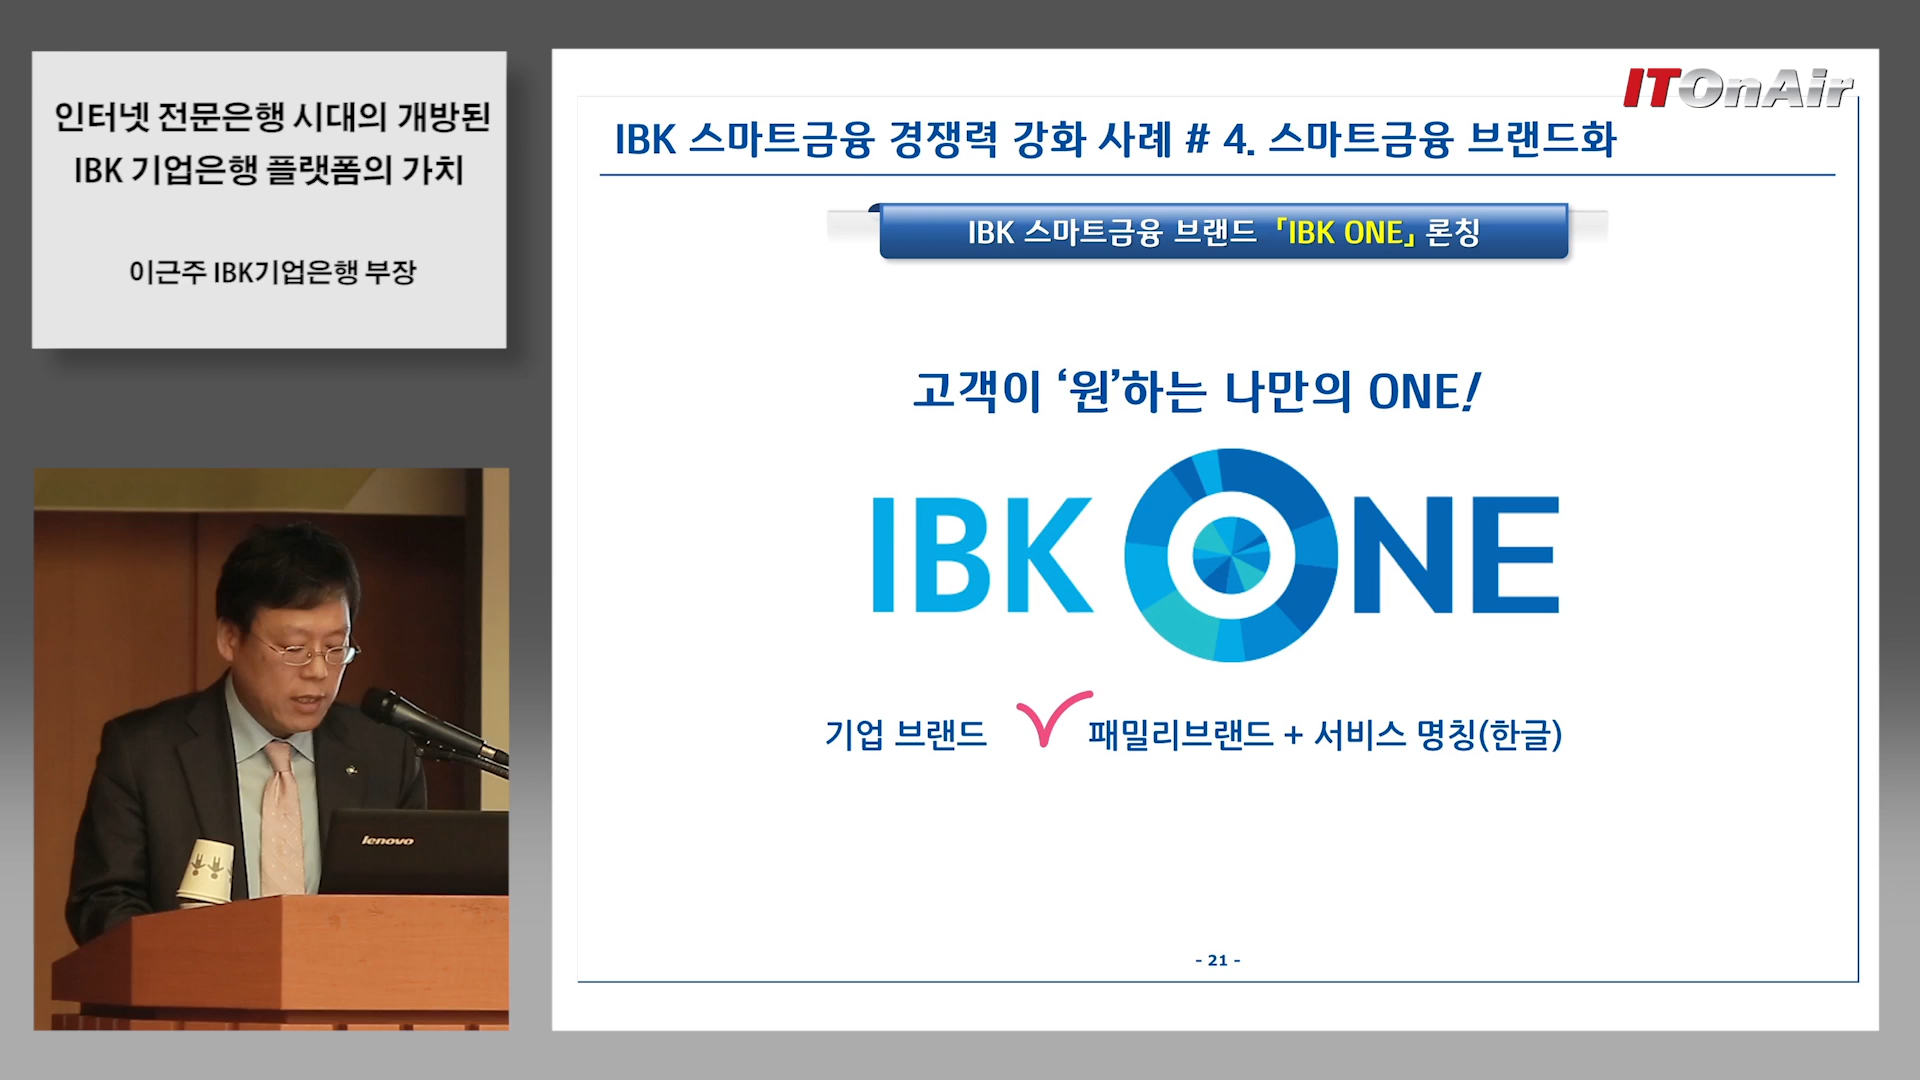 인터넷 전문은행 시대의 개방된
IBK 기업은행 플랫폼의 가치
이근주 IBK기업은행 부장
lenovo
ITOnAir
IBK 스마트금융 경쟁력 강화 사례 # 4. 스마트금융 브랜드화
IBK 스마트금융 브랜드 「IBK ONE」 론칭
고객이 ‘원’하는 나만의 ONE!
IBK ONE
기업 브랜드 패밀리브랜드 + 서비스 명칭(한글)
- 21 -